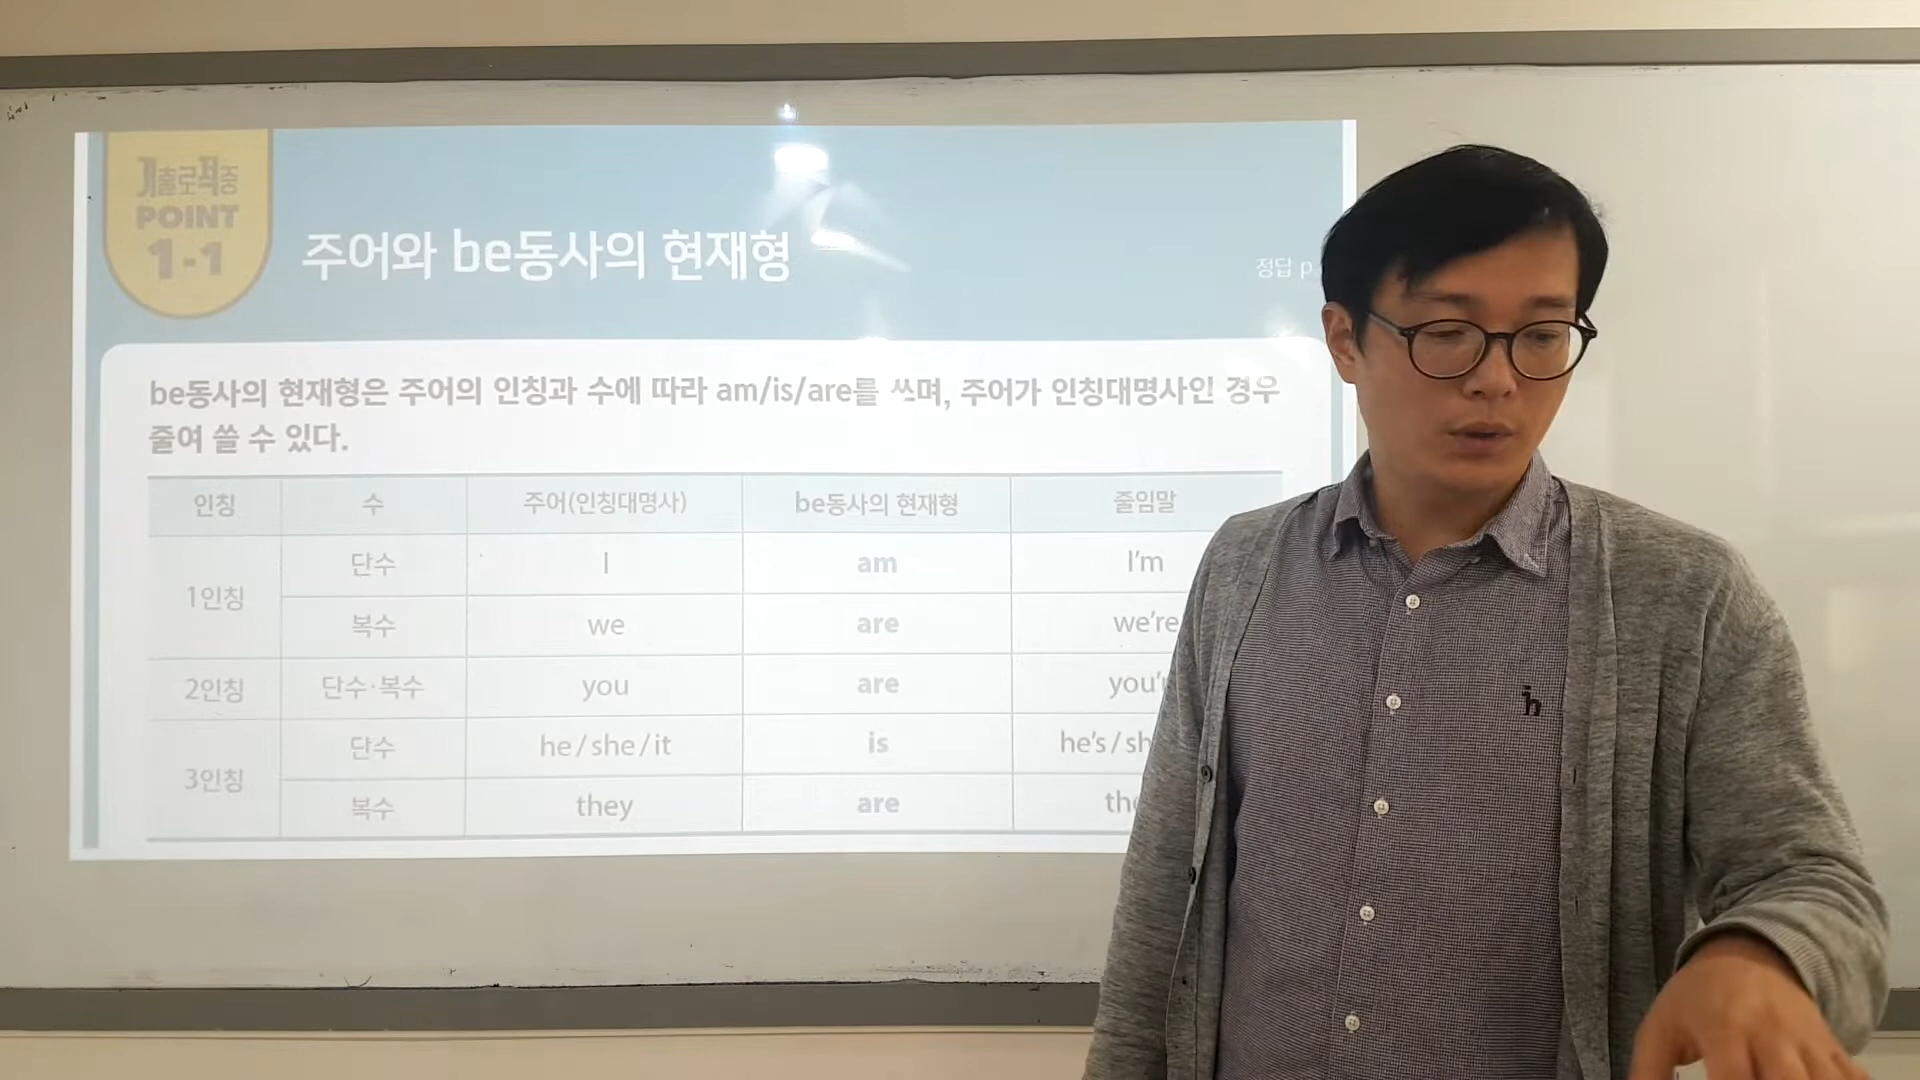 기출로적중
POINT
1-1
주어와 be동사의 현재형
정답 p
be동사의 현재형은 주어의 인칭과 수에 따라 am/is/are를 쓰며, 주어가 인칭대명사인 경우
줄여 쓸 수 있다.
인칭 수 주어(인칭대명사) be동사의 현재형 줄임말
1인칭 단수 I am I'm
복수 we are we're
2인칭 단수·복수 you are
3인칭 단수 he/she/it is he's/
복수 they are
h